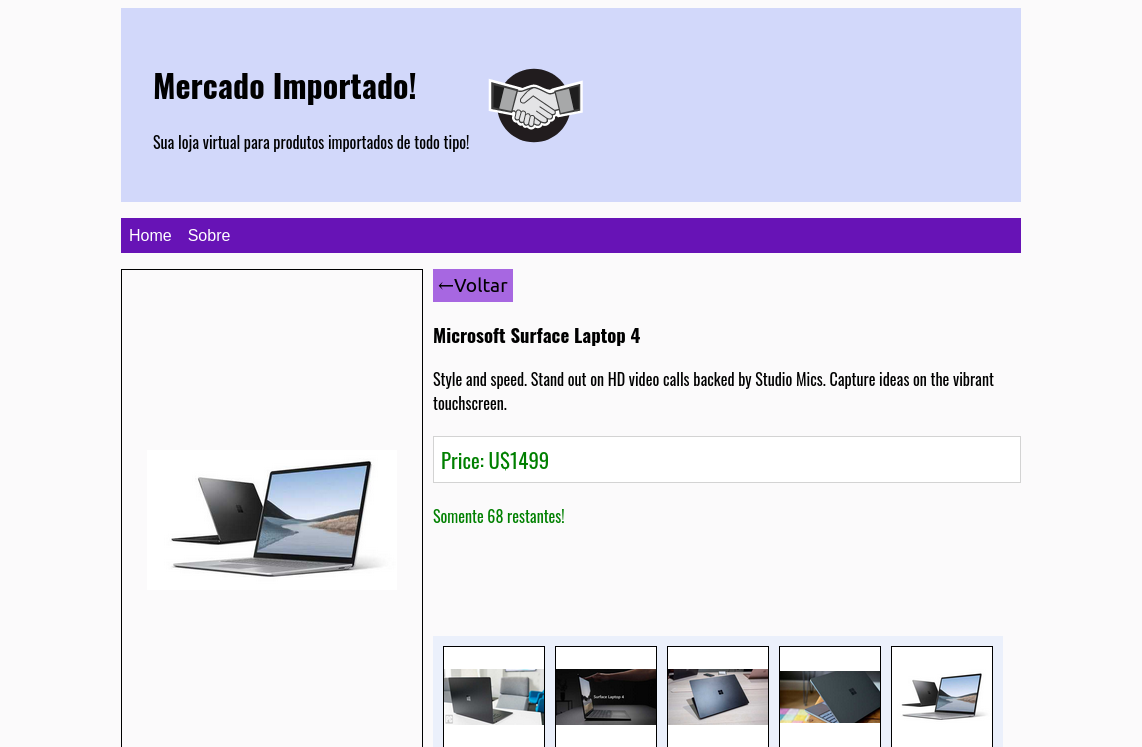 Mercado Importado!
Sua loja virtual para produtos importados de todo tipo!
Home Sobre
←Voltar
Microsoft Surface Laptop 4
Style and speed. Stand out on HD video calls backed by Studio Mics. Capture ideas on the vibrant
touchscreen.
Price: U$1499
Somente 68 restantes!
Surface Laptop 4